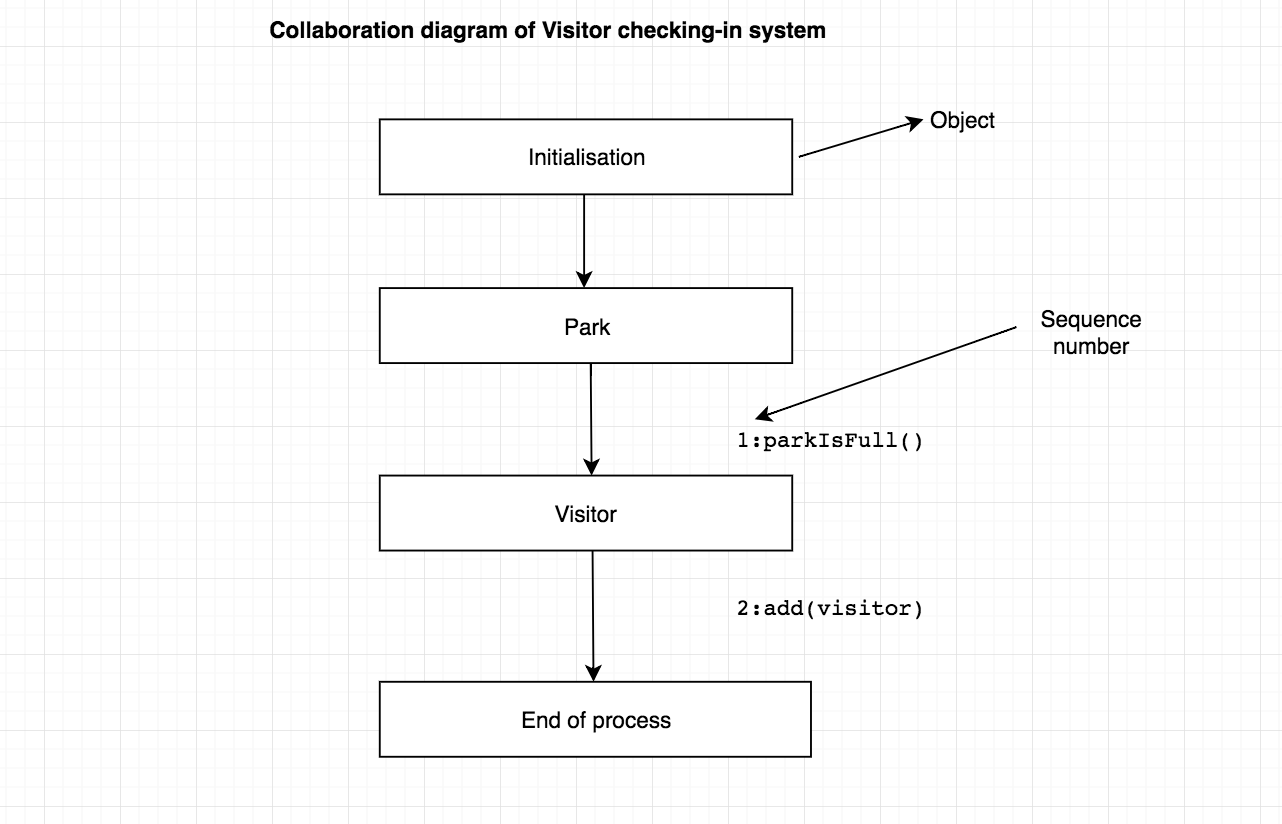 Collaboration diagram of Visitor checking-in system
Object
Initialisation
Sequence
number
Park
1:parkIsFull()
Visitor
2:add(visitor)
End of process